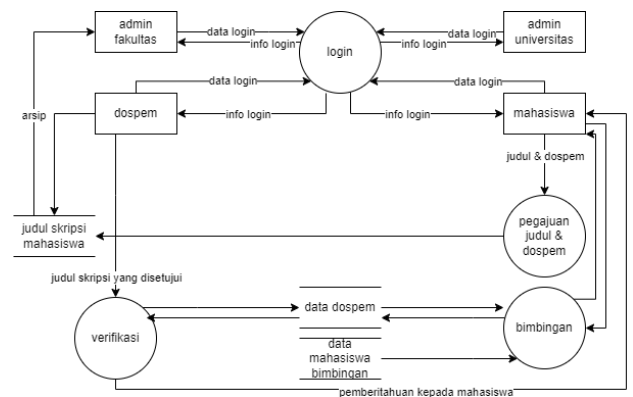 admin
fakultas
data login
info login
login
data login
info login
admin
universitas
data login
data login
dospem
info login
info login
mahasiswa
arsip
judul & dospem
judul skripsi
mahasiswa
pegajuan
judul &
dospem
judul skripsi yang disetujui
verifikasi
data dospem
bimbingan
data
mahasiswa
bimbingan
pemberitahuan kepada mahasiswa